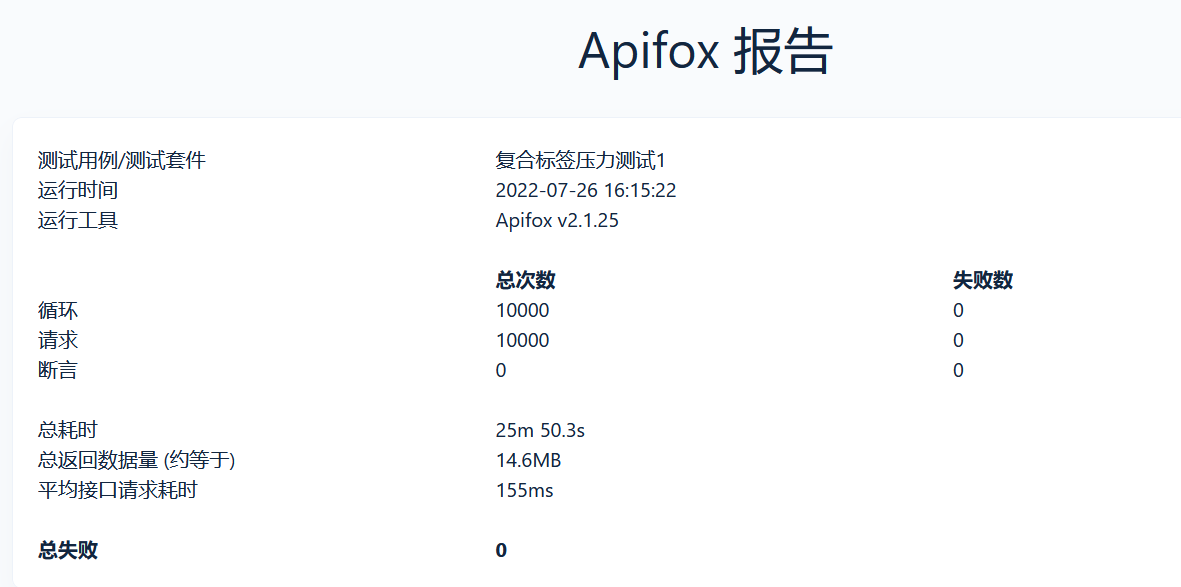 Apifox 报告
测试用例/测试套件 复合标签压力测试1
运行时间 2022-07-26 16:15:22
运行工具 Apifox v2.1.25
总次数 失败数
循环 10000 0
请求 10000 0
断言 0 0
总耗时 25m 50.3s
总返回数据量 (约等于) 14.6MB
平均接口请求耗时 155ms
总失败 0